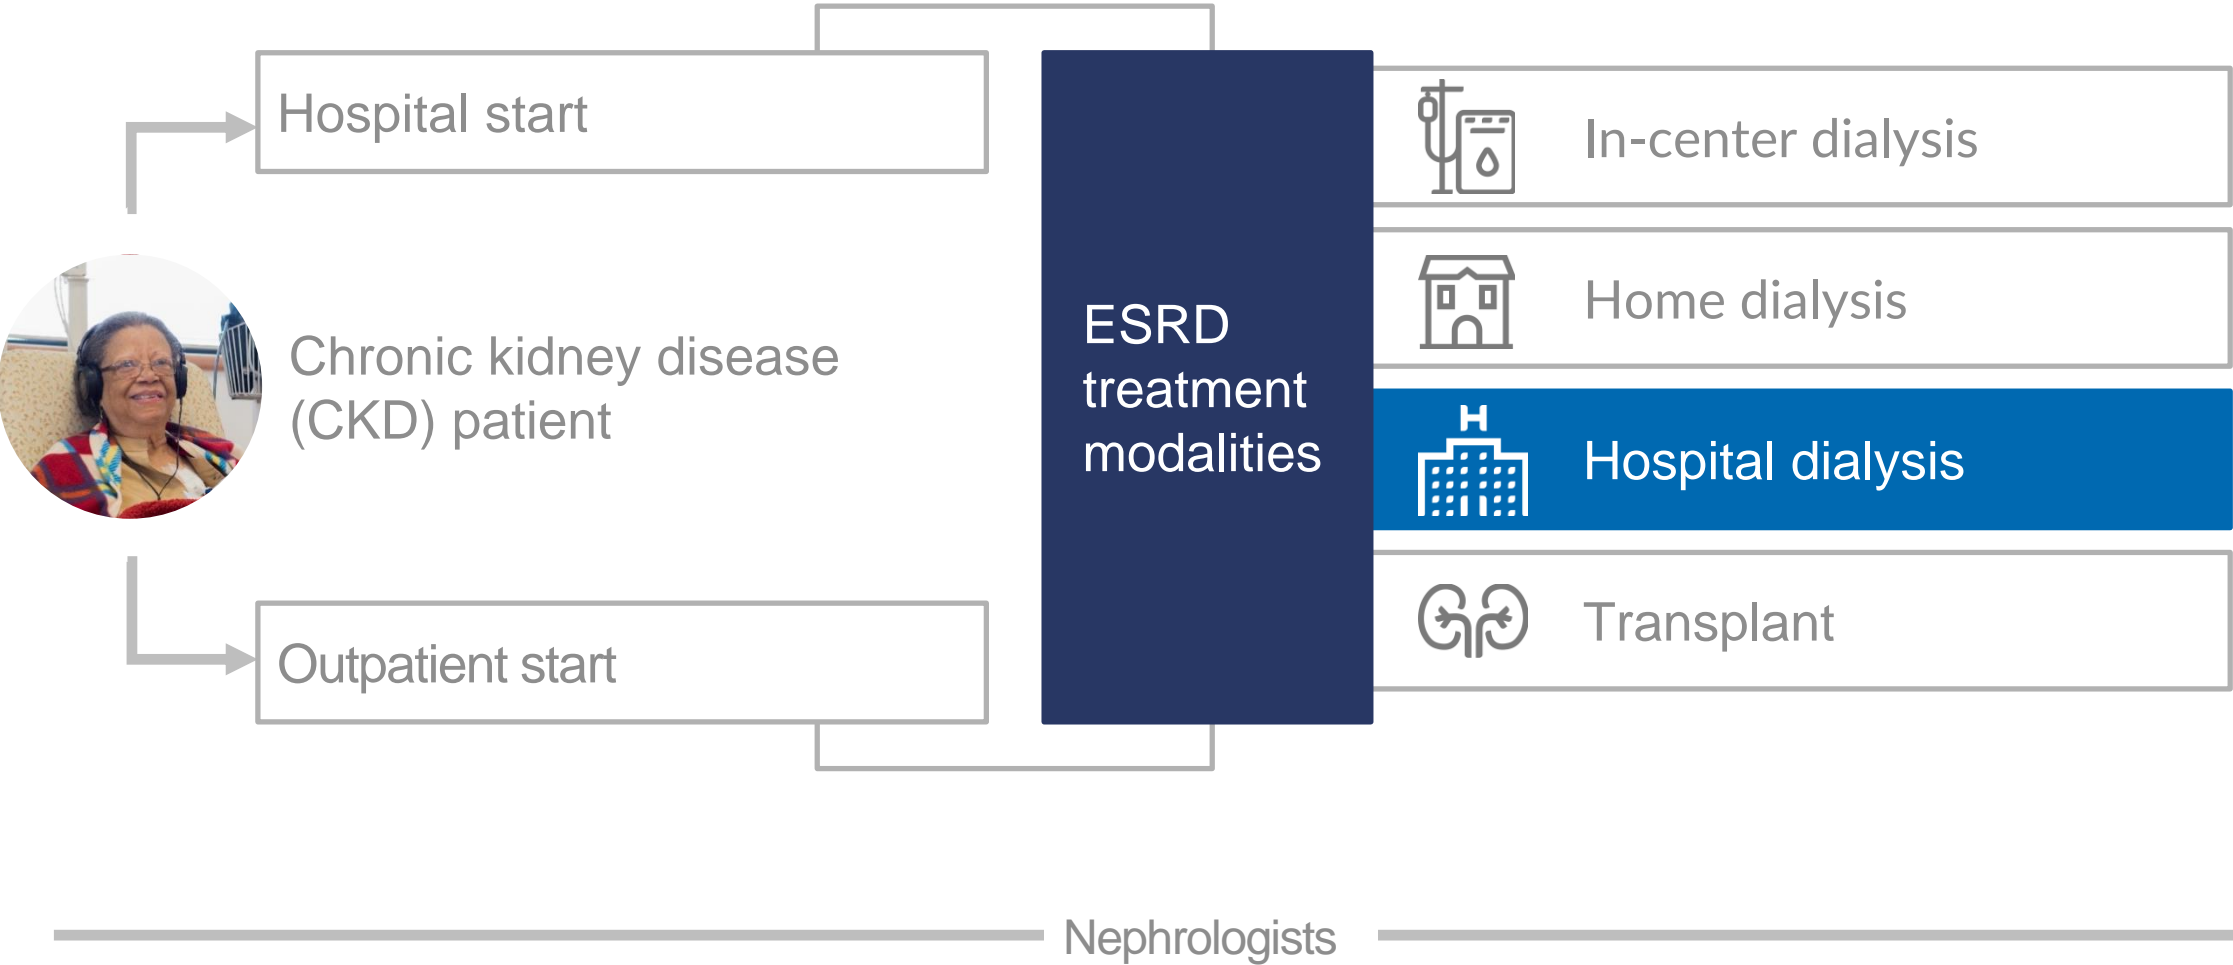 Hospital start
Chronic kidney disease
(CKD) patient
Outpatient start
ESRD
treatment
modalities
In-center dialysis
Home dialysis
H
Hospital dialysis
Transplant
Nephrologists